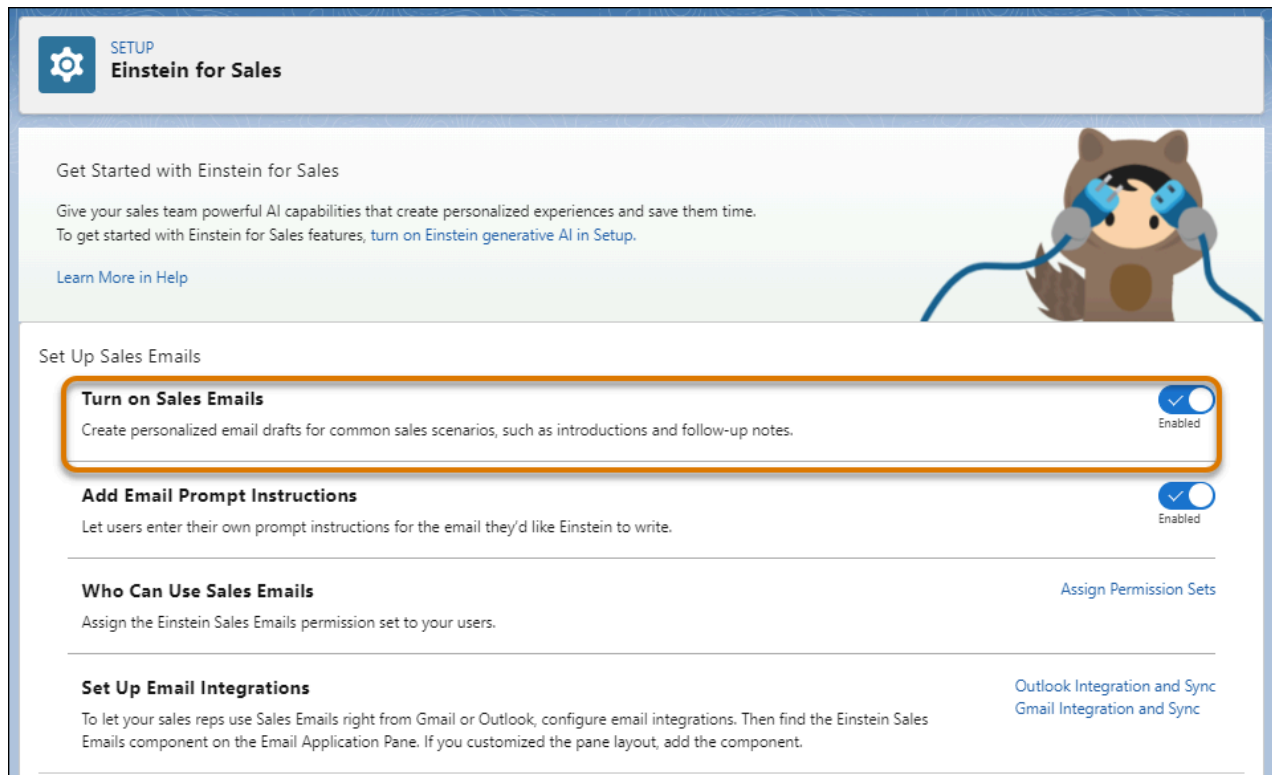 SETUP
Einstein for Sales
Get Started with Einstein for Sales
Give your sales team powerful AI capabilities that create personalized experiences and save them time.
To get started with Einstein for Sales features, turn on Einstein generative AI in Setup.
Learn More in Help
Set Up Sales Emails
Turn on Sales Emails
Create personalized email drafts for common sales scenarios, such as introductions and follow-up notes.
Enabled
Add Email Prompt Instructions
Let users enter their own prompt instructions for the email they'd like Einstein to write.
Enabled
Who Can Use Sales Emails
Assign Permission Sets
Assign the Einstein Sales Emails permission set to your users.
Set Up Email Integrations
Outlook Integration and Sync
Gmail Integration and Sync
To let your sales reps use Sales Emails right from Gmail or Outlook, configure email integrations. Then find the Einstein Sales
Emails component on the Email Application Pane. If you customized the pane layout, add the component.